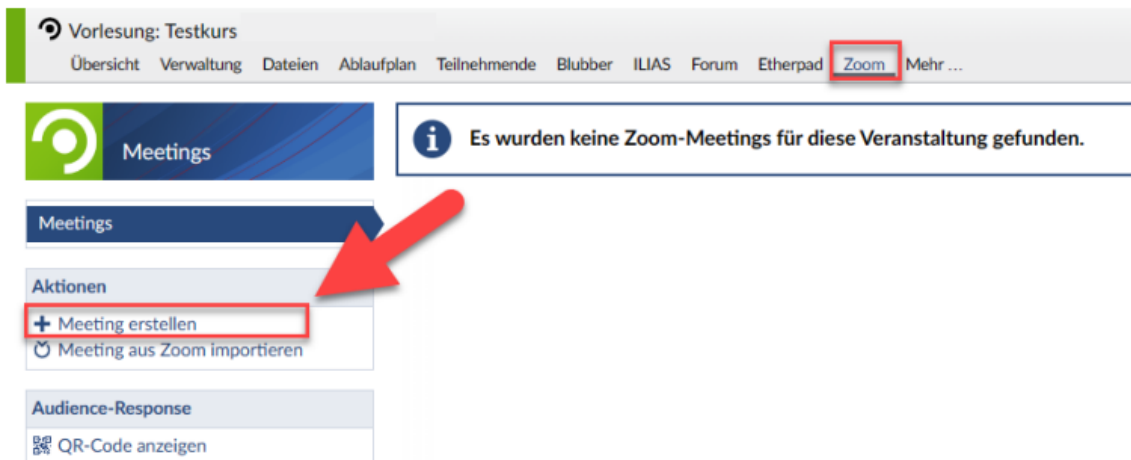 Vorlesung: Testkurs
Übersicht Verwaltung Dateien Ablaufplan Teilnehmende Blubber ILIAS Forum Etherpad Zoom Mehr ...
Meetings
Es wurden keine Zoom-Meetings für diese Veranstaltung gefunden.
Meetings
Aktionen
Meeting erstellen
Meeting aus Zoom importieren
Audience-Response
QR-Code anzeigen